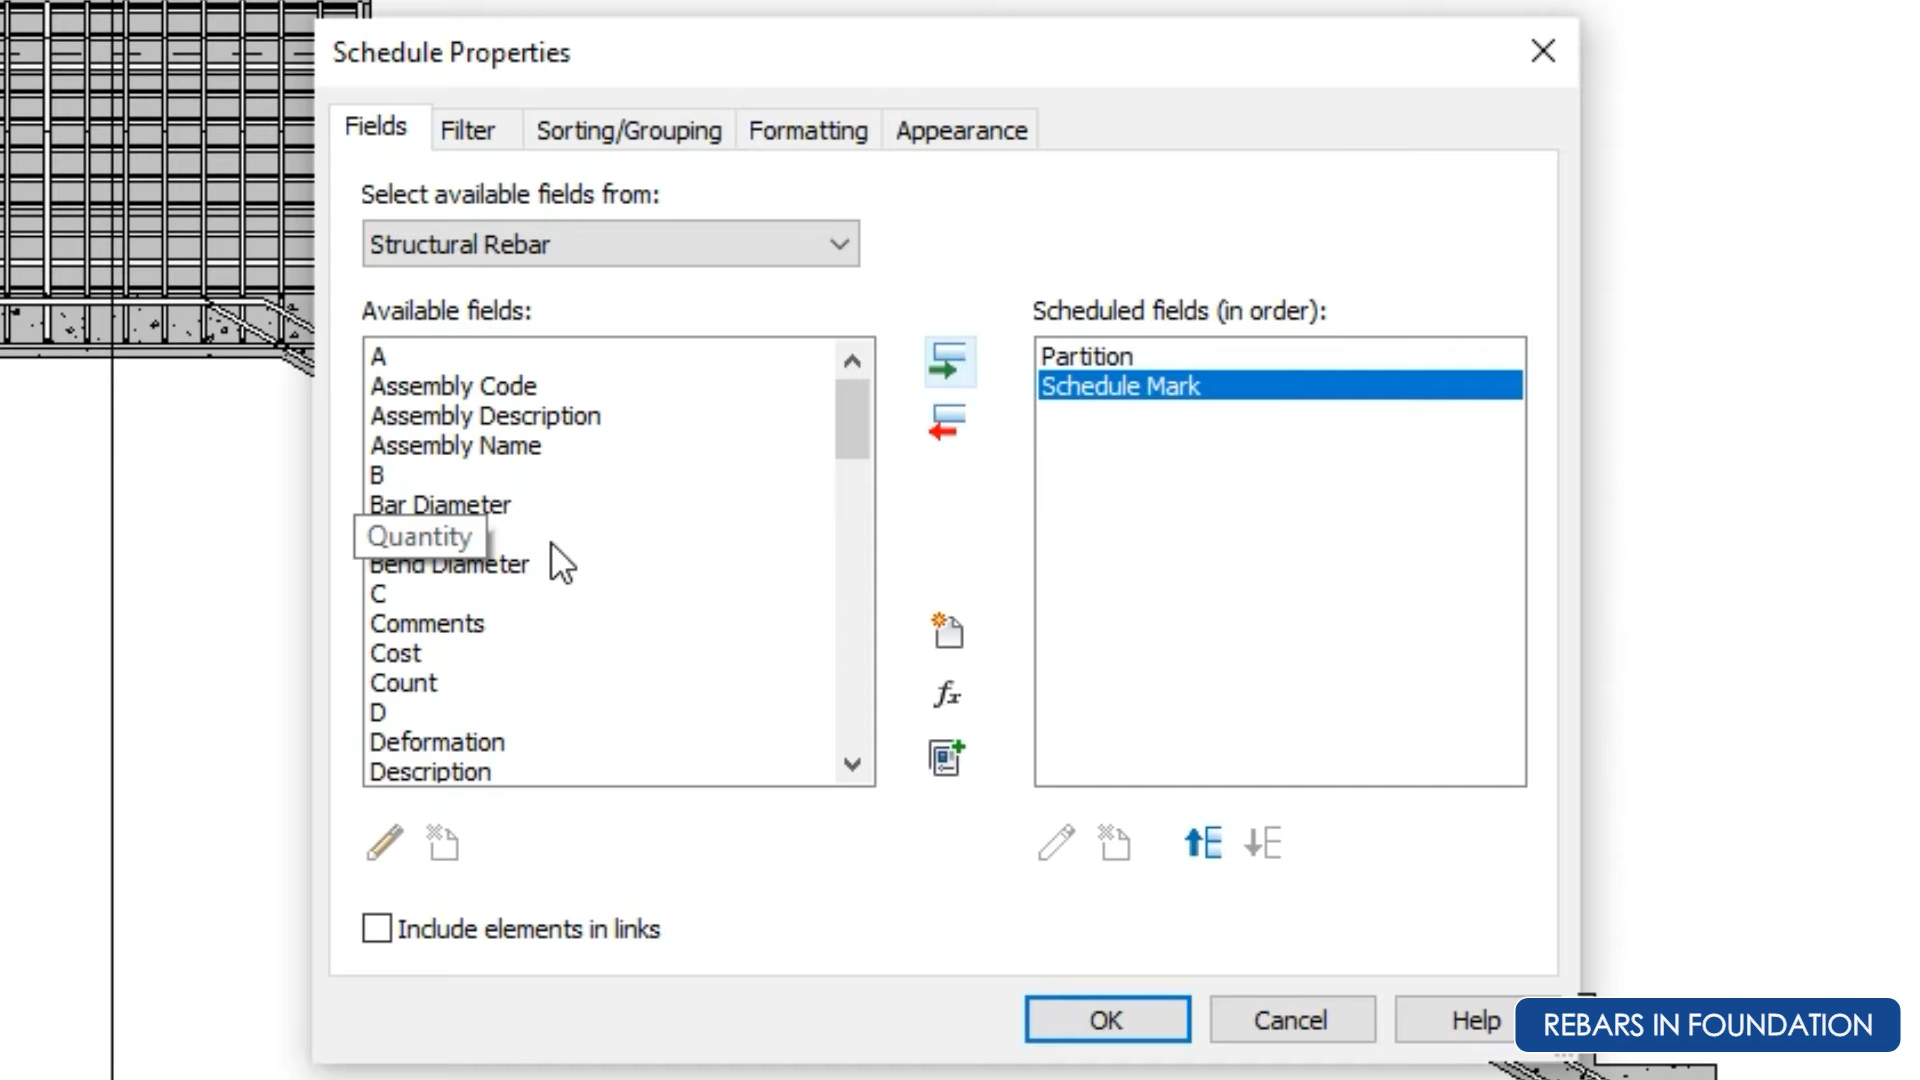 Schedule Properties
Fields
Filter
Sorting/Grouping
Formatting
Appearance
Select available fields from:
Structural Rebar
Available fields:
A
Assembly Code
Assembly Description
Assembly Name
B
Bar Diameter
Quantity
Bend Diameter
C
Comments
Cost
Count
D
Deformation
Description
Scheduled fields (in order):
Partition
Schedule Mark
fx
Include elements in links
OK
Cancel
Help
REBARS IN FOUNDATION